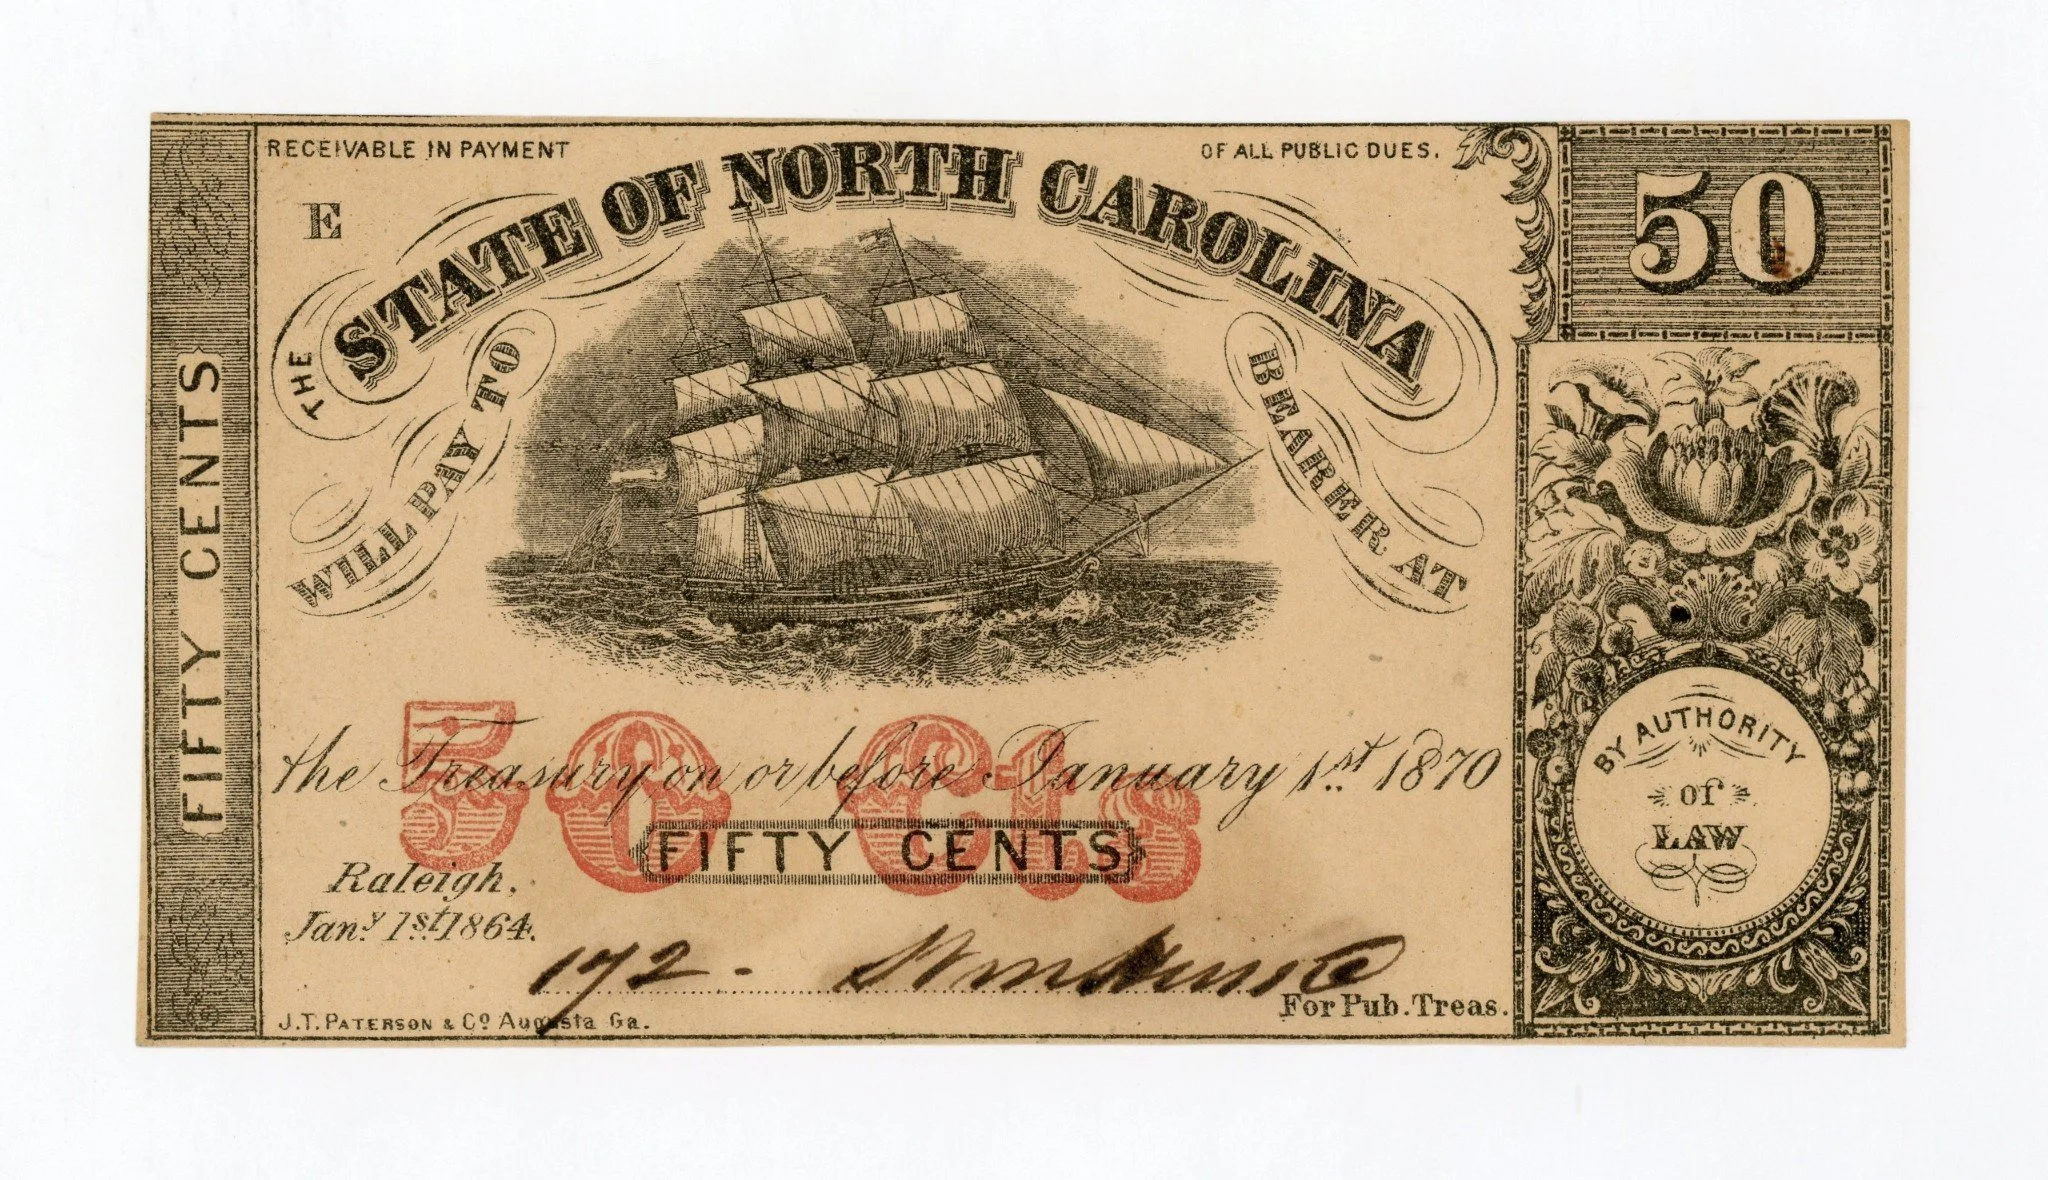 RECEIVABLE IN PAYMENT OF ALL PUBLIC DUES.
E
50
THE STATE OF NORTH CAROLINA
WILL PAY TO BEARER AT
FIFTY CENTS
the Treasury on or before January 1st 1870
50 Cts
FIFTY CENTS
BY AUTHORITY
of
LAW
Raleigh,
Jany 1st 1864.
172
For Pub. Treas.
J.T. PATERSON & Co Augusta Ga.